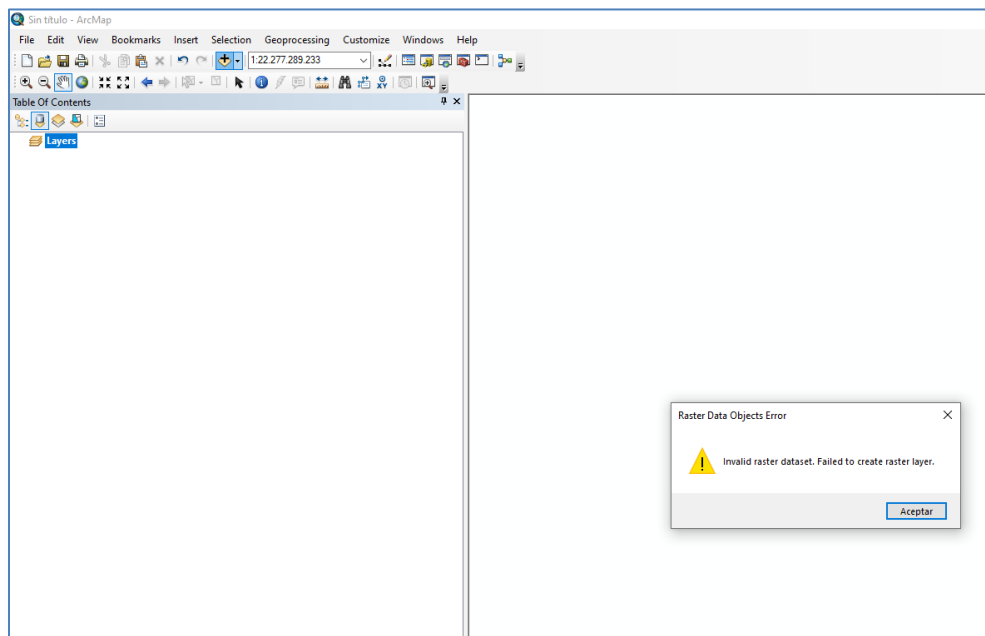 Sin título - ArcMap
File Edit View Bookmarks Insert Selection Geoprocessing Customize Windows Help
1:22.277.289.233
Table Of Contents
Layers
Raster Data Objects Error
Invalid raster dataset. Failed to create raster layer.
Aceptar